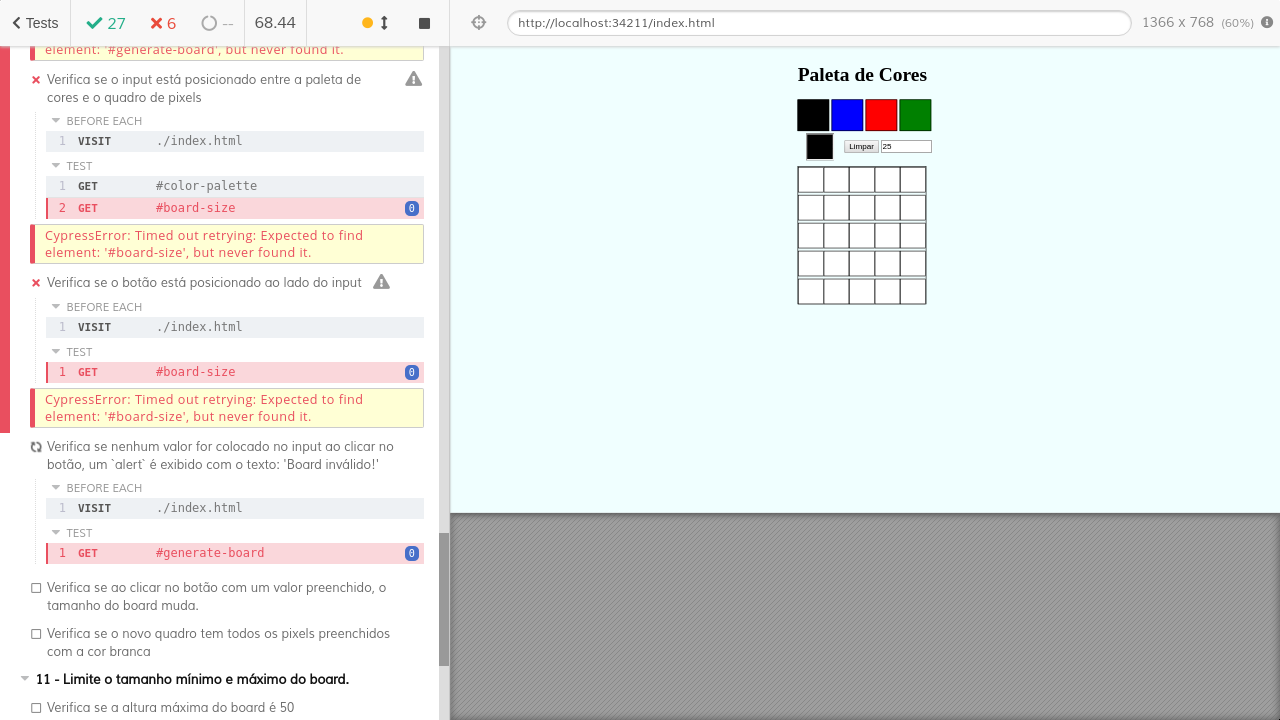 Tests
27
6
--
68.44
http://localhost:34211/index.html
1366 x 768 (60%)
element: '#generate-board', but never found it.
Verifica se o input está posicionado entre a paleta de
cores e o quadro de pixels
BEFORE EACH
1 VISIT ./index.html
TEST
1 GET #color-palette
2 GET #board-size 0
CypressError: Timed out retrying: Expected to find
element: '#board-size', but never found it.
Verifica se o botão está posicionado ao lado do input
BEFORE EACH
1 VISIT ./index.html
TEST
1 GET #board-size 0
CypressError: Timed out retrying: Expected to find
element: '#board-size', but never found it.
Verifica se nenhum valor for colocado no input ao clicar no
botão, um `alert` é exibido com o texto: 'Board inválido!'
BEFORE EACH
1 VISIT ./index.html
TEST
1 GET #generate-board 0
Verifica se ao clicar no botão com um valor preenchido, o
tamanho do board muda.
Verifica se o novo quadro tem todos os pixels preenchidos
com a cor branca
11 - Limite o tamanho mínimo e máximo do board.
Verifica se a altura máxima do board é 50
Paleta de Cores
Limpar 25